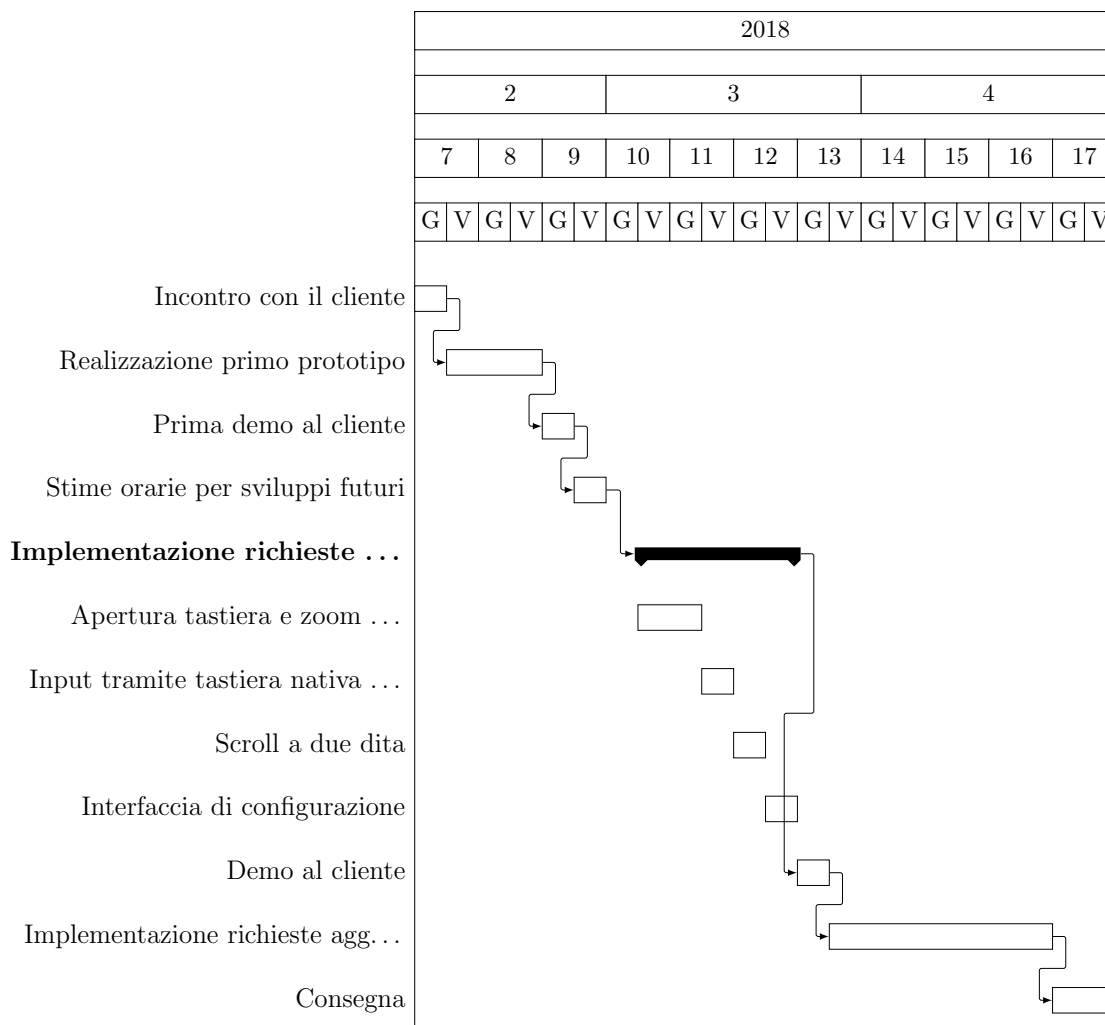 2018
2 3 4
7 8 9 10 11 12 13 14 15 16 17
G V G V G V G V G V G V G V G V G V G V G V
Incontro con il cliente
Realizzazione primo prototipo
Prima demo al cliente
Stime orarie per sviluppi futuri
Implementazione richieste ...
Apertura tastiera e zoom ...
Input tramite tastiera nativa ...
Scroll a due dita
Interfaccia di configurazione
Demo al cliente
Implementazione richieste agg...
Consegna